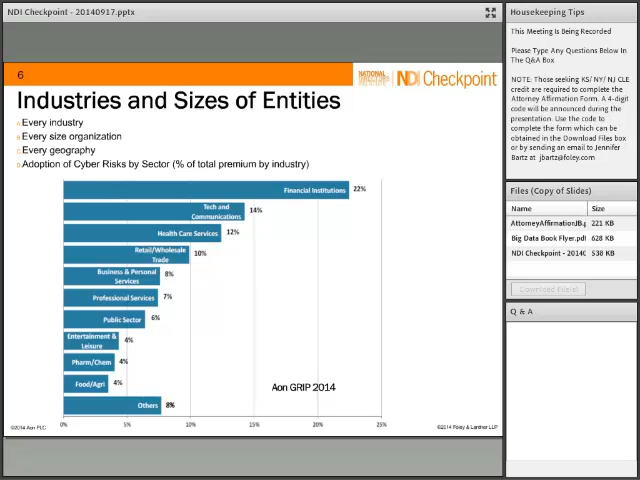 NDI Checkpoint - 20140917.pptx
6
NATIONAL DIRECTORS INSTITUTE
NDI Checkpoint
Industries and Sizes of Entities
A. Every industry
B. Every size organization
C. Every geography
D. Adoption of Cyber Risks by Sector (% of total premium by industry)
Financial Institutions 22%
Tech and
Communications 14%
Health Care Services 12%
Retail/Wholesale
Trade 10%
Business & Personal
Services 8%
Professional Services 7%
Public Sector 6%
Entertainment &
Leisure 4%
Pharm/Chem 4%
Food/Agri 4%
Others 8%
Aon GRIP 2014
0% 5% 10% 15% 20% 25%
©2014 Aon PLC
©2014 Foley & Lardner LLP
Housekeeping Tips
This Meeting Is Being Recorded
Please Type Any Questions Below In
The Q&A Box
NOTE: Those seeking KS/ NY/ NJ CLE
credit are required to complete the
Attorney Affirmation Form. A 4-digit
code will be announced during the
presentation. Use the code to
complete the form which can be
obtained in the Download Files box
or by sending an email to Jennifer
Bartz at jbartz@foley.com
Files (Copy of Slides)
Name Size
AttorneyAffirmationJB.p 221 KB
Big Data Book Flyer.pdf 628 KB
NDI Checkpoint - 2014 538 KB
Download File(s)
Q & A